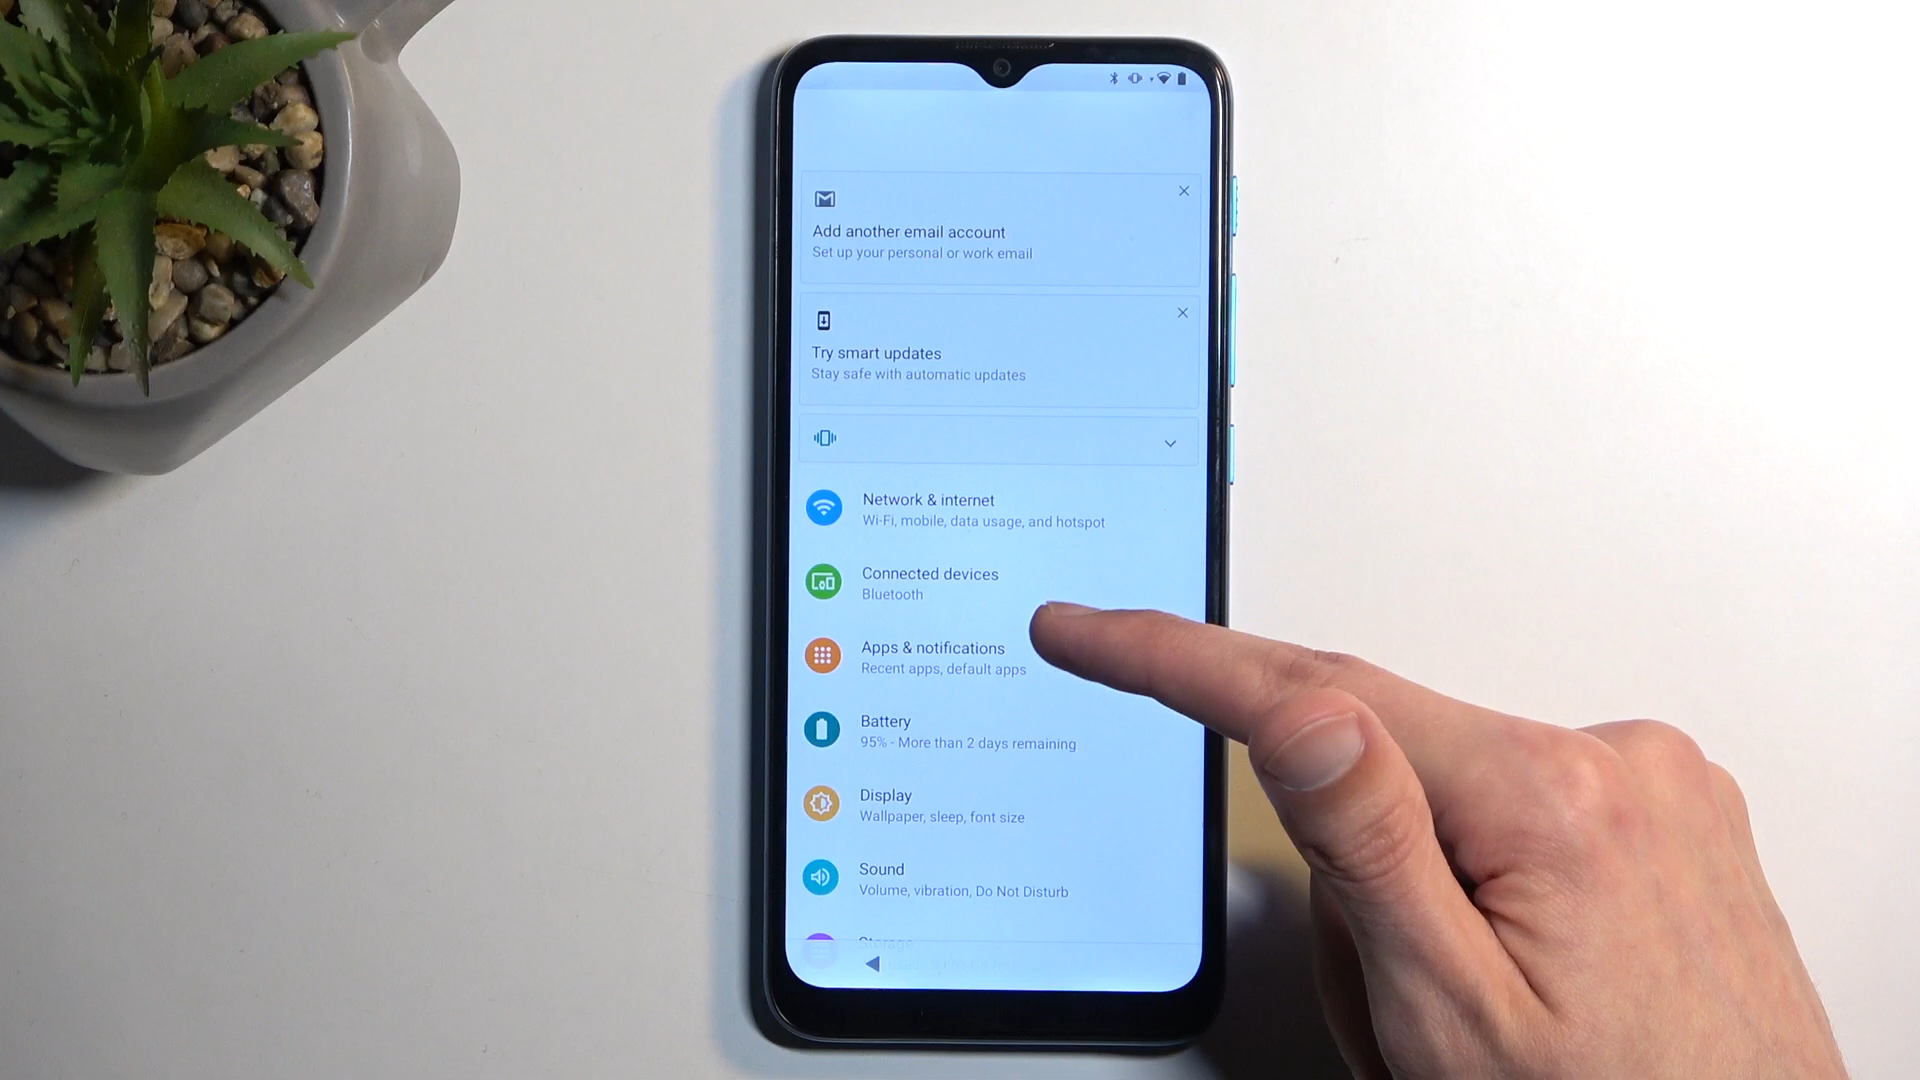 Add another email account
Set up your personal or work email
Try smart updates
Stay safe with automatic updates
Network & internet
Wi-Fi, mobile, data usage, and hotspot
Connected devices
Bluetooth
Apps & notifications
Recent apps, default apps
Battery
95% - More than 2 days remaining
Display
Wallpaper, sleep, font size
Sound
Volume, vibration, Do Not Disturb
Storage